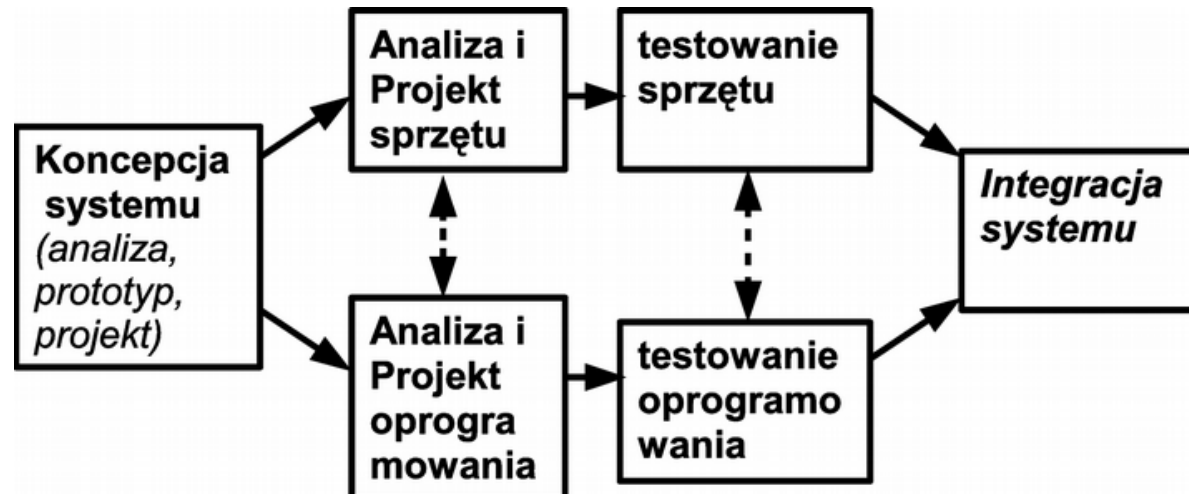 Koncepcja
systemu
(analiza,
prototyp,
projekt)
Analiza i
Projekt
sprzętu
testowanie
sprzętu
Analiza i
Projekt
oprogra
mowania
testowanie
oprogramo
wania
Integracja
systemu